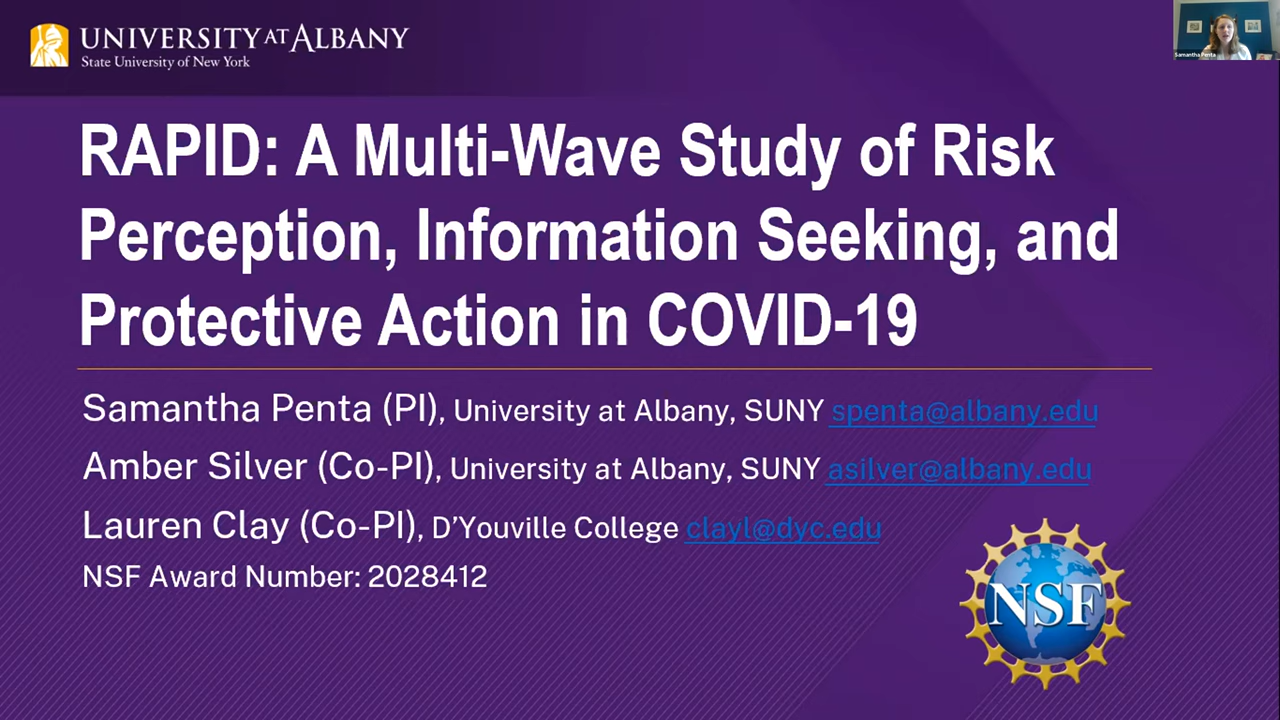 UNIVERSITY AT ALBANY
State University of New York
Samantha Penta
RAPID: A Multi-Wave Study of Risk
Perception, Information Seeking, and
Protective Action in COVID-19
Samantha Penta (PI), University at Albany, SUNY spenta@albany.edu
Amber Silver (Co-PI), University at Albany, SUNY asilver@albany.edu
Lauren Clay (Co-PI), D’Youville College clayl@dyc.edu
NSF Award Number: 2028412
NSF